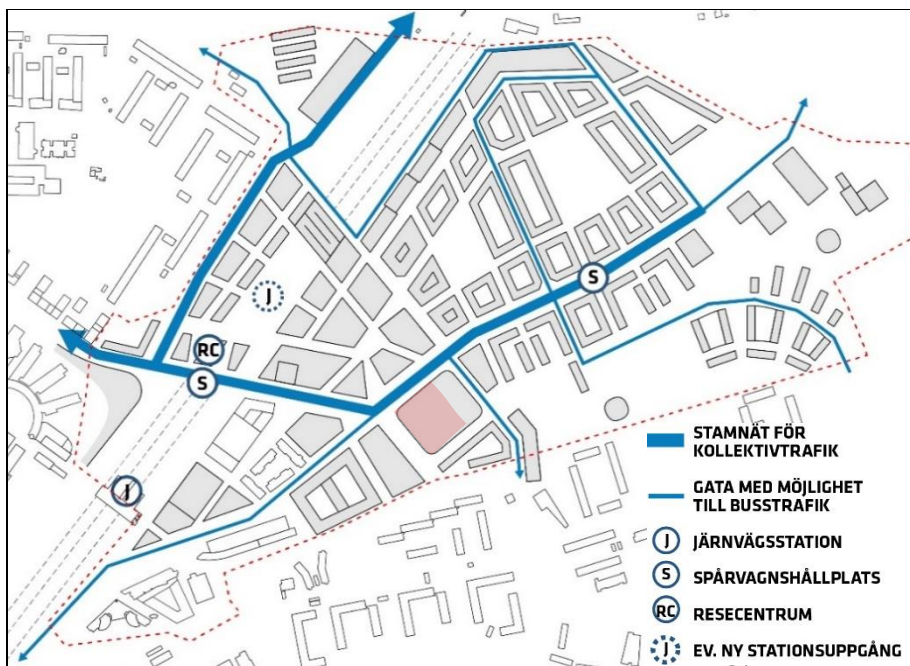 J
RC
S
S
J
STAMNÄT FÖR
KOLLEKTIVTRAFIK
GATA MED MÖJLIGHET
TILL BUSSTRAFIK
J JÄRNVÄGSSTATION
S SPÅRVAGNSHÅLLPLATS
RC RESECENTRUM
J EV. NY STATIONSUPPGÅNG